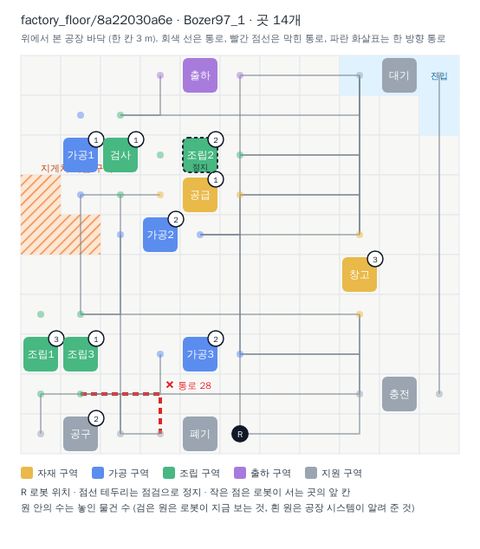 factory_floor/8a22030a6e · Bozer97_1 · 곳 14개
위에서 본 공장 바닥 (한 칸 3 m). 회색 선은 통로, 빨간 점선은 막힌 통로, 파란 화살표는 한 방향 통로
출하
대기
가공1 1
검사 1
조립2 2
정지
공급 1
가공2 2
창고 3
조립1 3
조립3 1
가공3 2
✖ 통로 28
충전
공구 2
폐기
R
자재 구역
가공 구역
조립 구역
출하 구역
지원 구역
R 로봇 위치 · 점선 테두리는 점검으로 정지 · 작은 점은 로봇이 서는 곳의 앞 칸
원 안의 수는 놓인 물건 수 (검은 원은 로봇이 지금 보는 것, 흰 원은 공장 시스템이 알려 준 것)